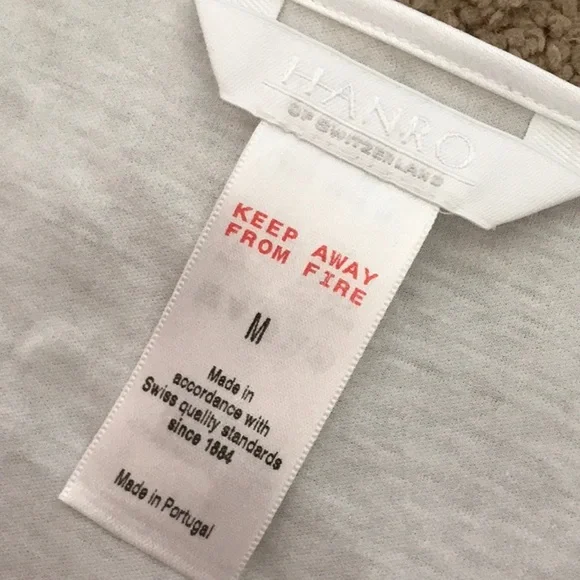 HANRO
OF SWITZERLAND
KEEP AWAY
FROM FIRE
M
Made in
accordance with
Swiss quality standards
since 1884
Made in Portugal